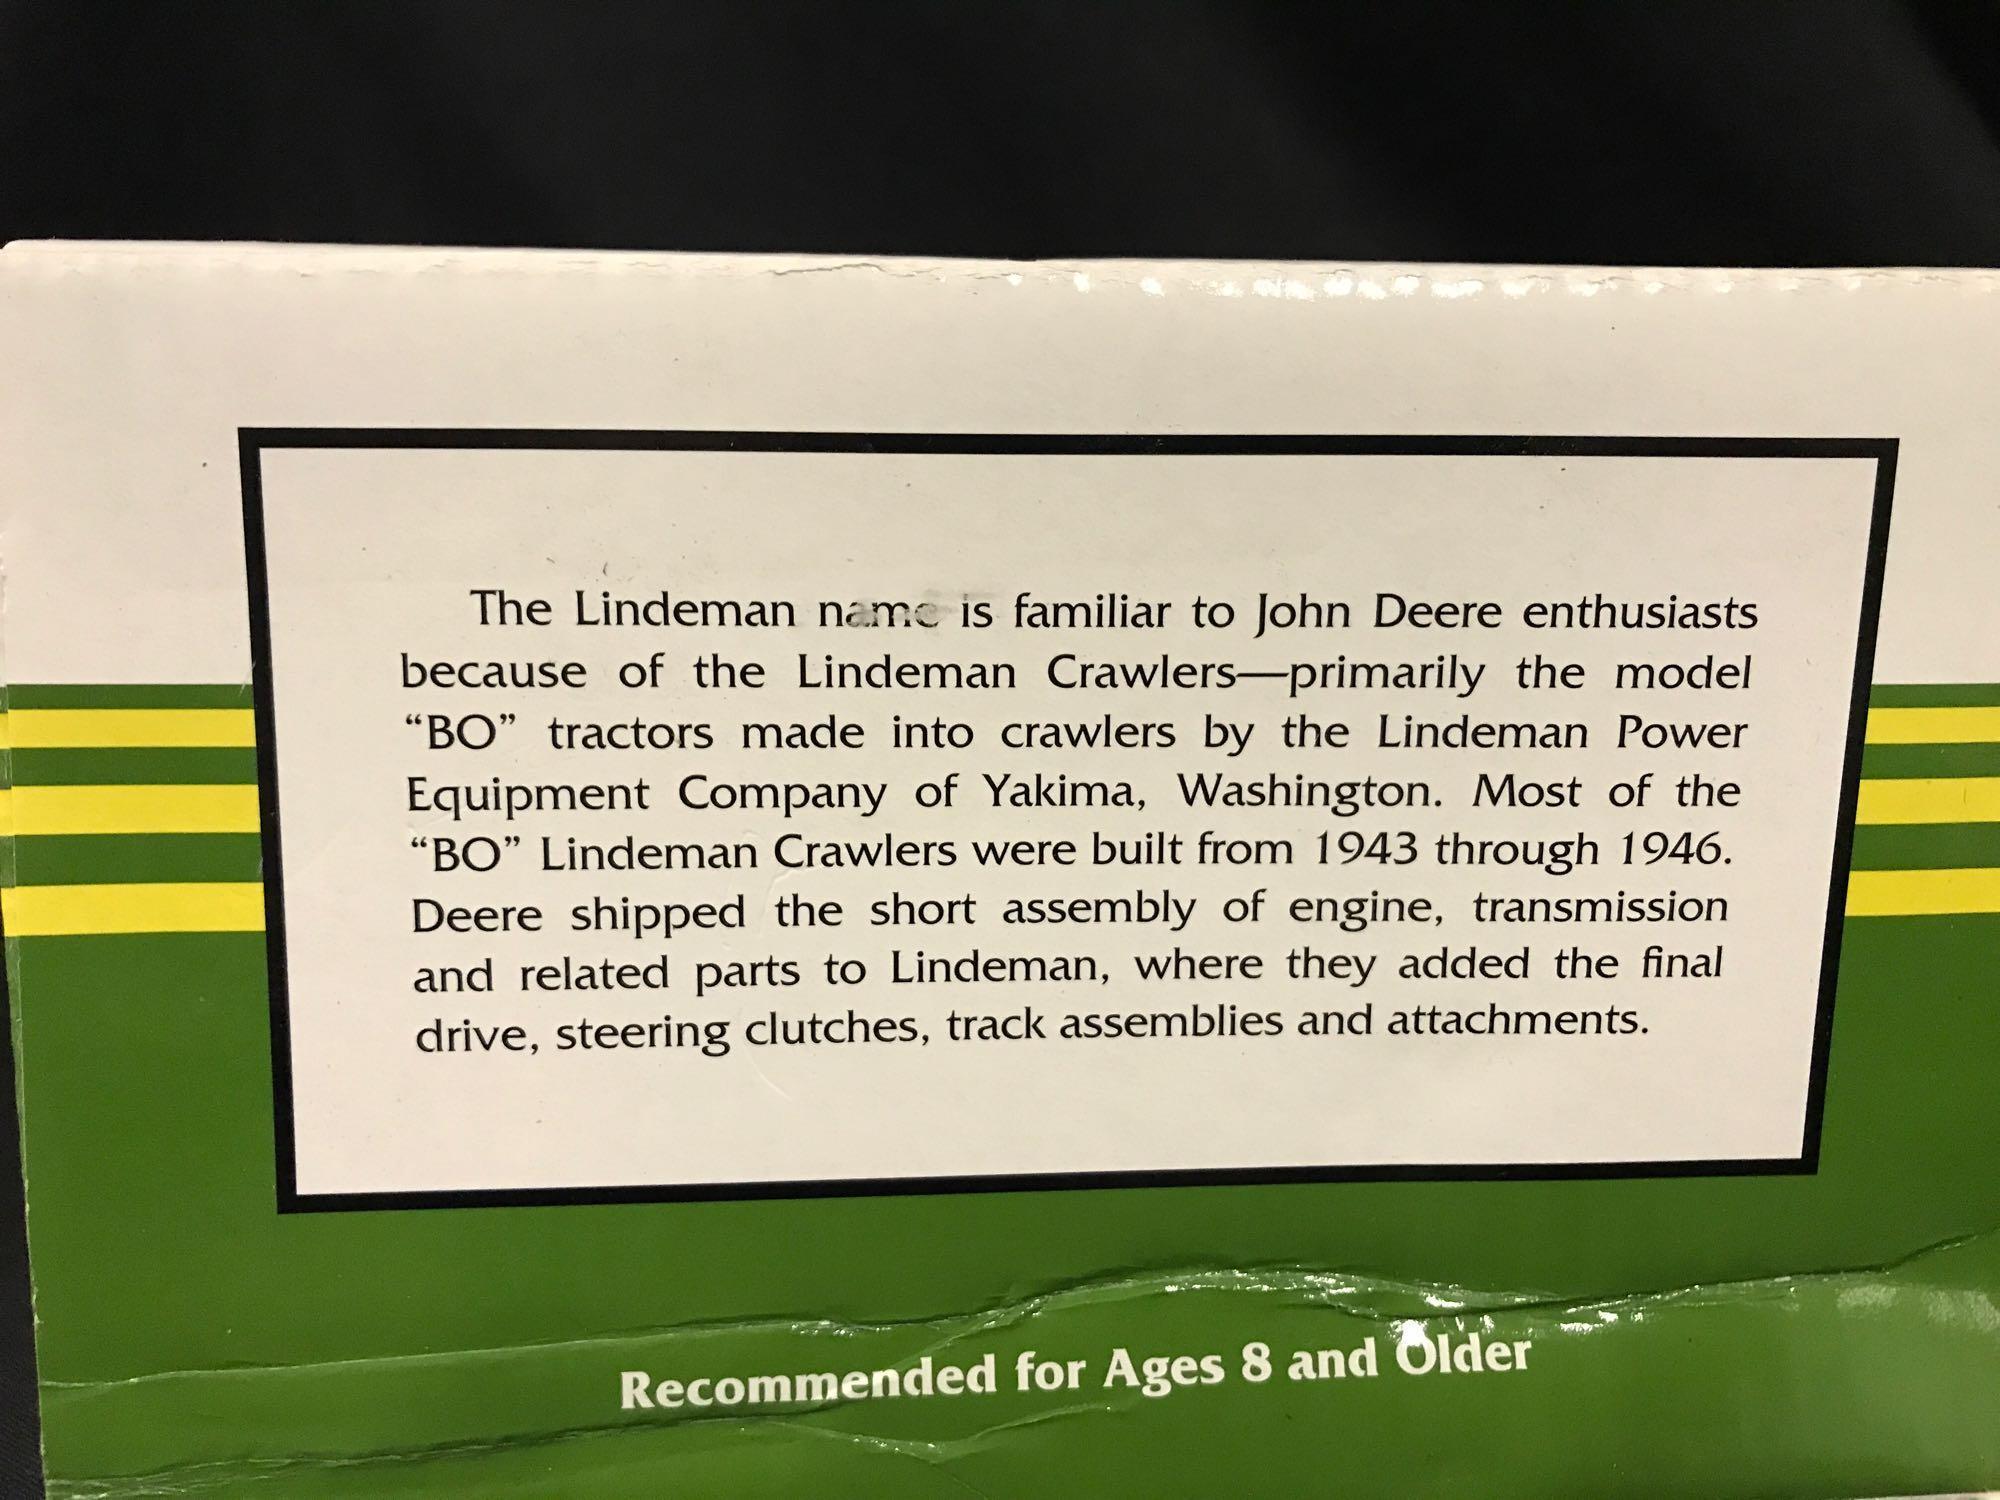 The Lindeman name is familiar to John Deere enthusiasts
because of the Lindeman Crawlers—primarily the model
“BO” tractors made into crawlers by the Lindeman Power
Equipment Company of Yakima, Washington. Most of the
“BO” Lindeman Crawlers were built from 1943 through 1946.
Deere shipped the short assembly of engine, transmission
and related parts to Lindeman, where they added the final
drive, steering clutches, track assemblies and attachments.
Recommended for Ages 8 and Older